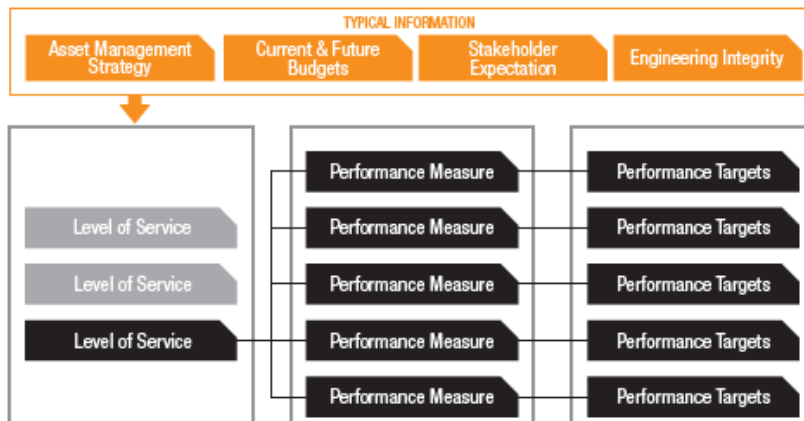 TYPICAL INFORMATION
Asset Management
Strategy
Current & Future
Budgets
Stakeholder
Expectation
Engineering Integrity
Performance Measure
Performance Targets
Level of Service
Performance Measure
Performance Targets
Level of Service
Performance Measure
Performance Targets
Level of Service
Performance Measure
Performance Targets
Performance Measure
Performance Targets